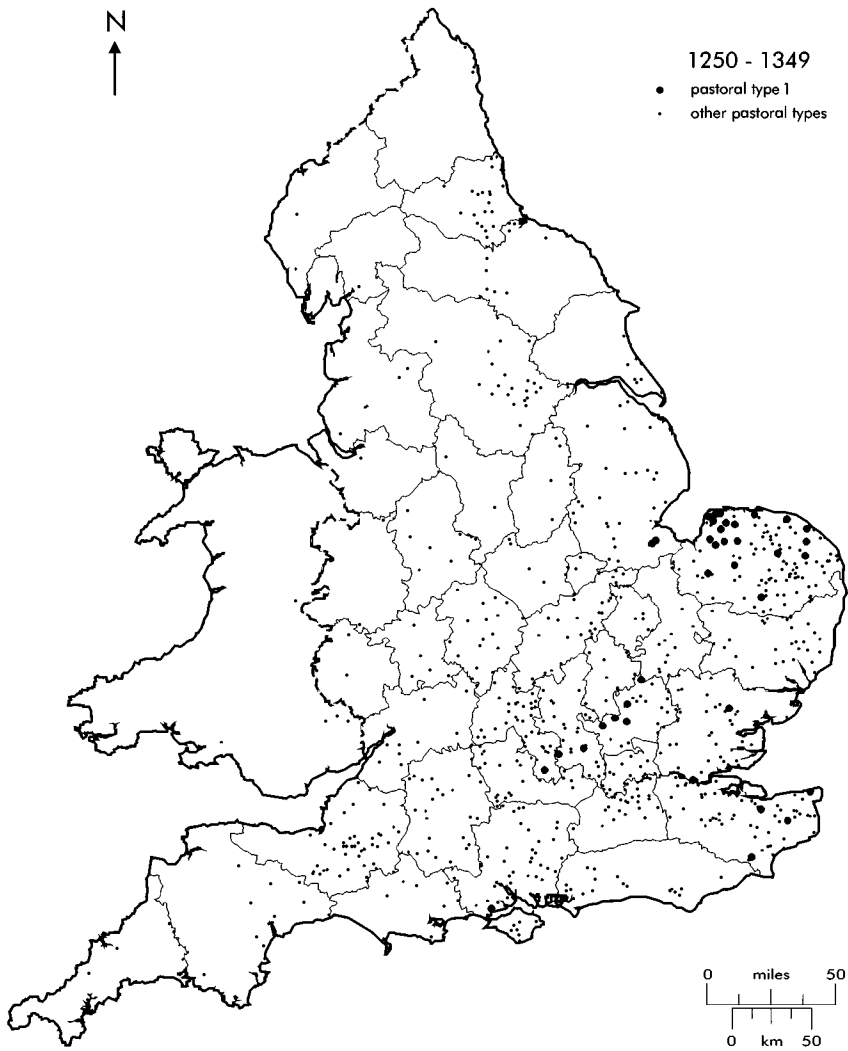 N
1250 - 1349
pastoral type 1
other pastoral types
0 miles 50
0 km 50